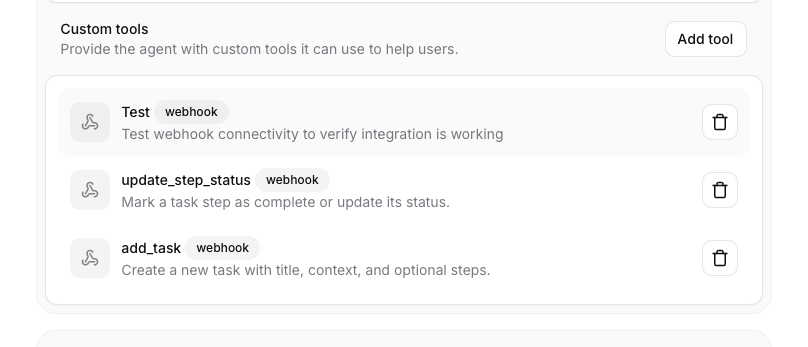 Custom tools
Provide the agent with custom tools it can use to help users.
Add tool
Test webhook
Test webhook connectivity to verify integration is working
update_step_status webhook
Mark a task step as complete or update its status.
add_task webhook
Create a new task with title, context, and optional steps.